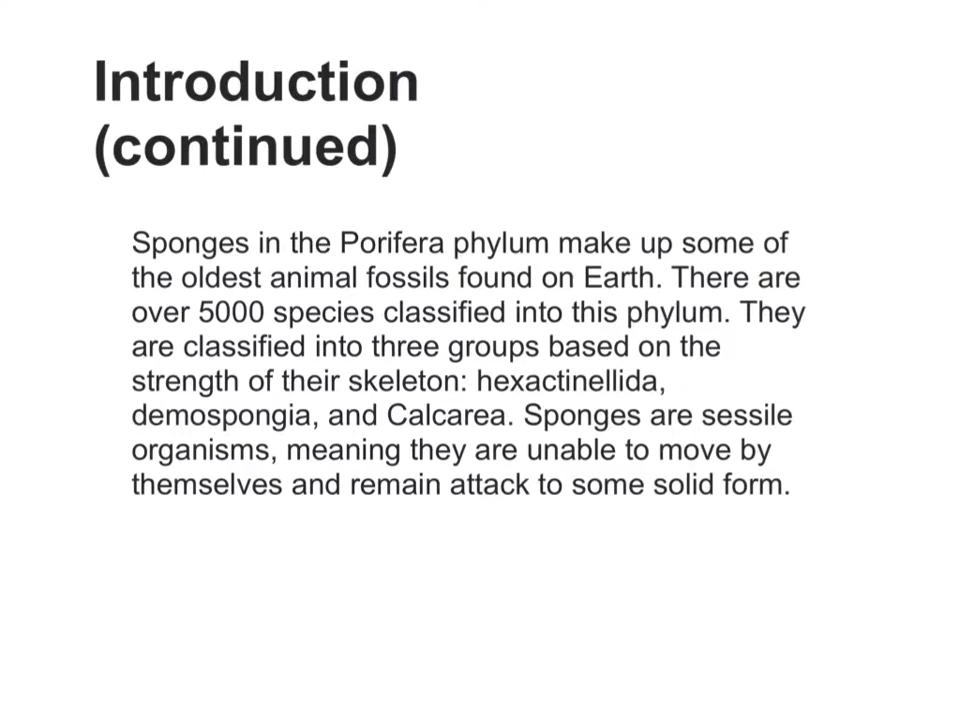 Introduction
(continued)
Sponges in the Porifera phylum make up some of
the oldest animal fossils found on Earth. There are
over 5000 species classified into this phylum. They
are classified into three groups based on the
strength of their skeleton: hexactinellida,
demospongia, and Calcarea. Sponges are sessile
organisms, meaning they are unable to move by
themselves and remain attack to some solid form.